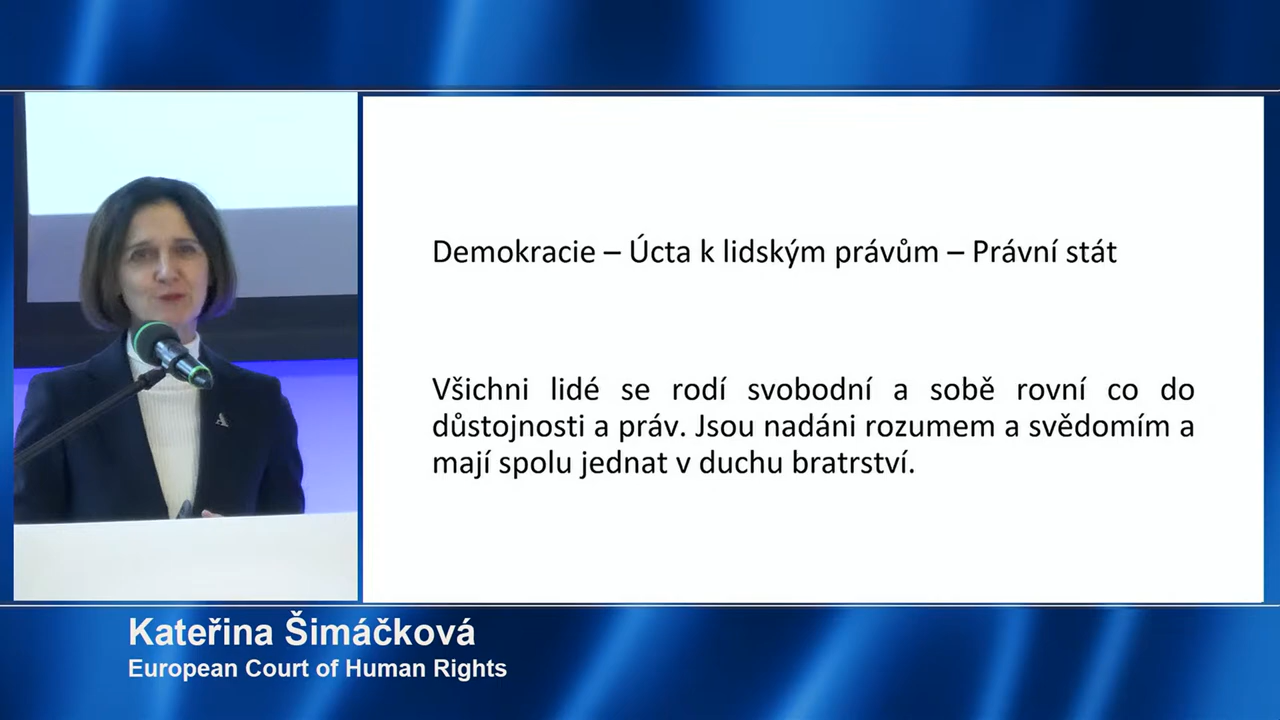 Demokracie – Úcta k lidským právům – Právní stát
Všichni lidé se rodí svobodní a sobě rovní co do
důstojnosti a práv. Jsou nadáni rozumem a svědomím a
mají spolu jednat v duchu bratrství.
Kateřina Šimáčková
European Court of Human Rights